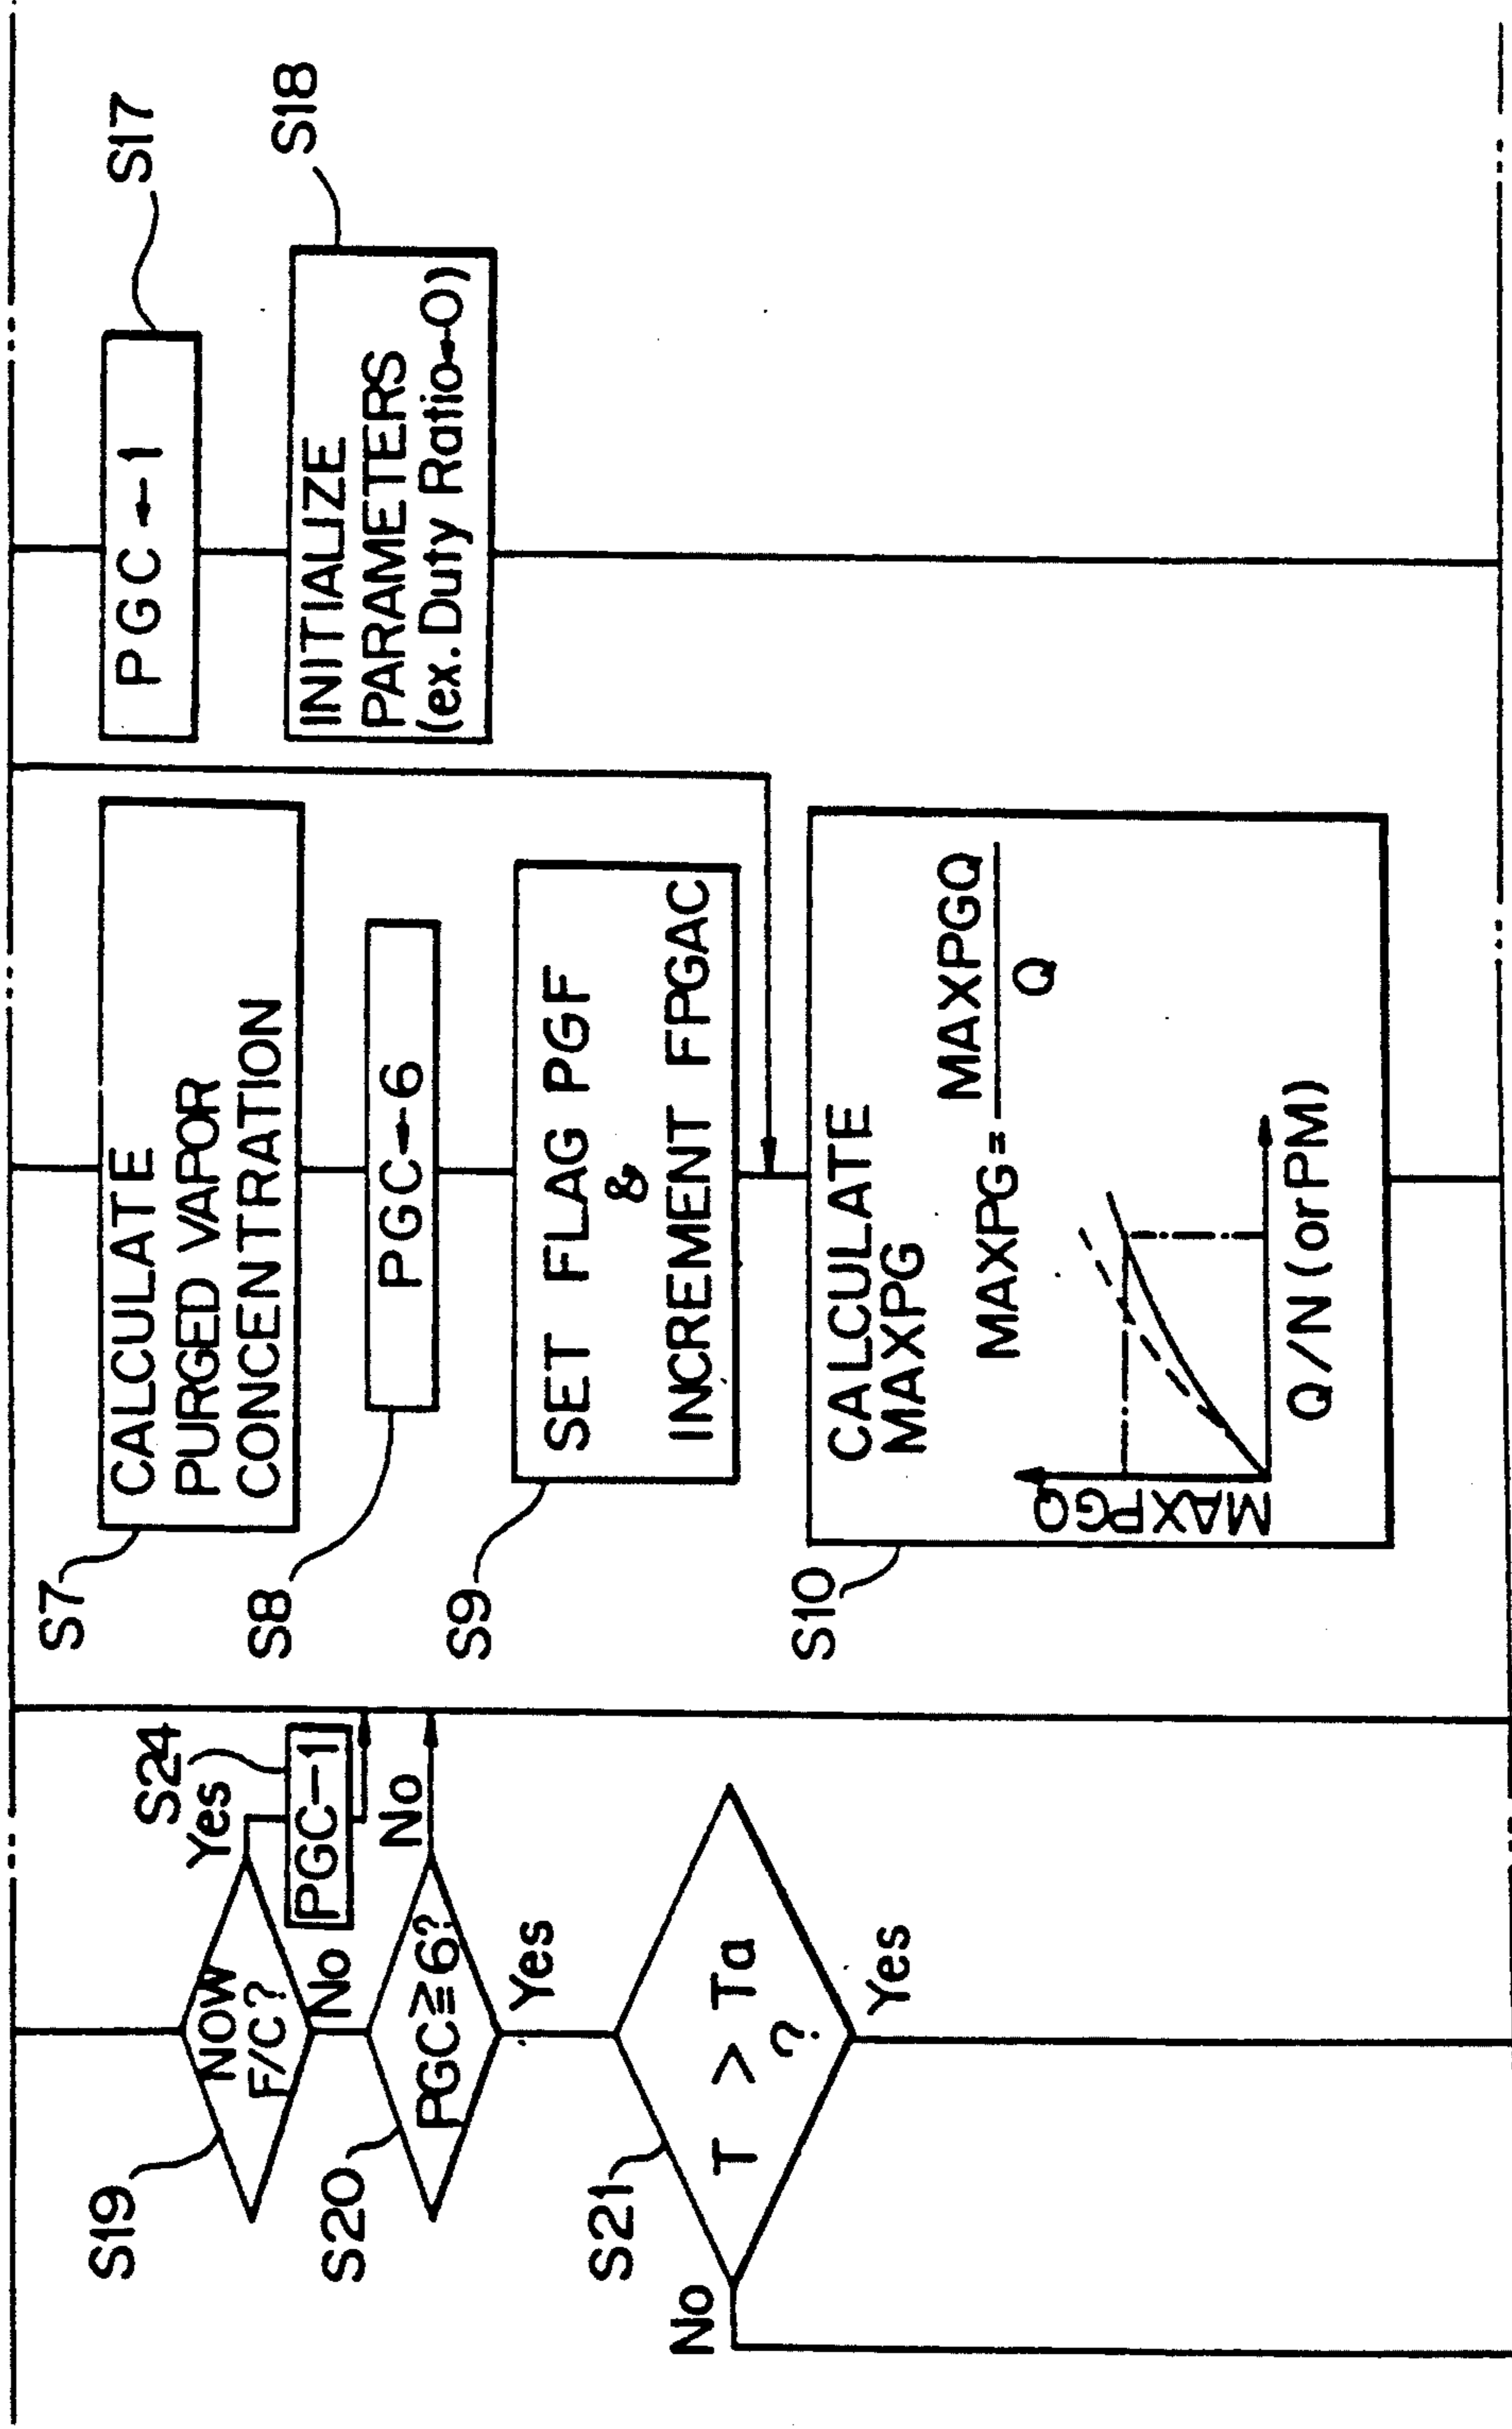 S19
NOW
F/C?
Yes
No
S24
PGC-1
S20
PGC≧6?
No
Yes
S21
T > Ta
?
No
Yes
S7
CALCULATE
PURGED VAPOR
CONCENTRATION
S8
PGC←6
S9
SET FLAG PGF
&
INCREMENT FPGAC
S10
CALCULATE
MAXPG
MAXPG = MAXPGQ
Q
MAXPGQ
Q/N (or PM)
S17
PGC←1
S18
INITIALIZE
PARAMETERS
(ex. Duty Ratio←0)